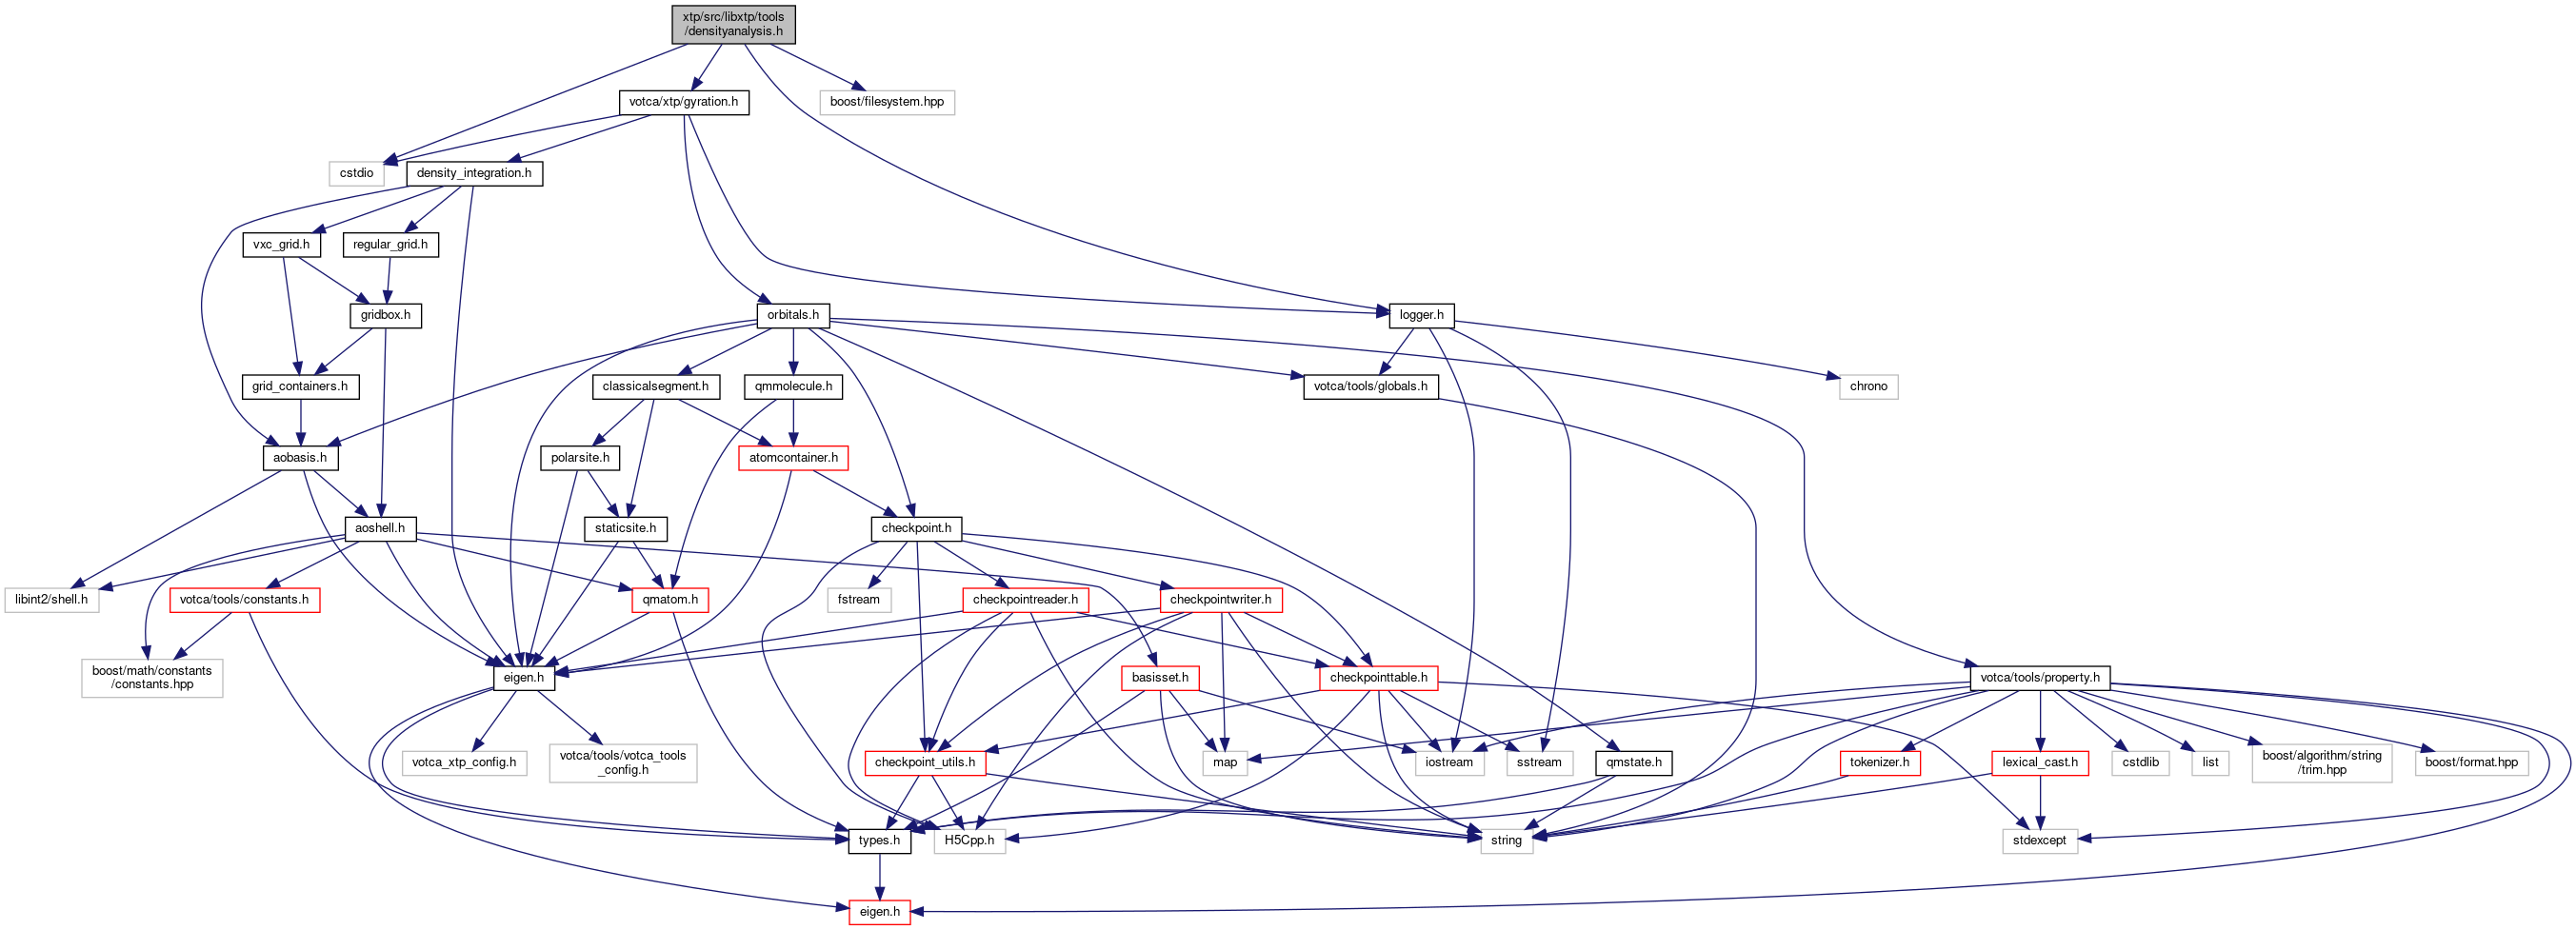 xtp/src/libxtp/tools
/densityanalysis.h
votca/xtp/gyration.h
boost/filesystem.hpp
cstdio
density_integration.h
vxc_grid.h
regular_grid.h
gridbox.h
orbitals.h
logger.h
grid_containers.h
classicalsegment.h
qmmolecule.h
votca/tools/globals.h
chrono
aobasis.h
polarsite.h
atomcontainer.h
aoshell.h
staticsite.h
checkpoint.h
libint2/shell.h
votca/tools/constants.h
qmatom.h
fstream
checkpointreader.h
checkpointwriter.h
boost/math/constants
/constants.hpp
eigen.h
basisset.h
checkpointtable.h
votca/tools/property.h
votca_xtp_config.h
votca/tools/votca_tools
_config.h
checkpoint_utils.h
map
iostream
sstream
qmstate.h
tokenizer.h
lexical_cast.h
cstdlib
list
boost/algorithm/string
/trim.hpp
boost/format.hpp
types.h
H5Cpp.h
string
stdexcept
eigen.h